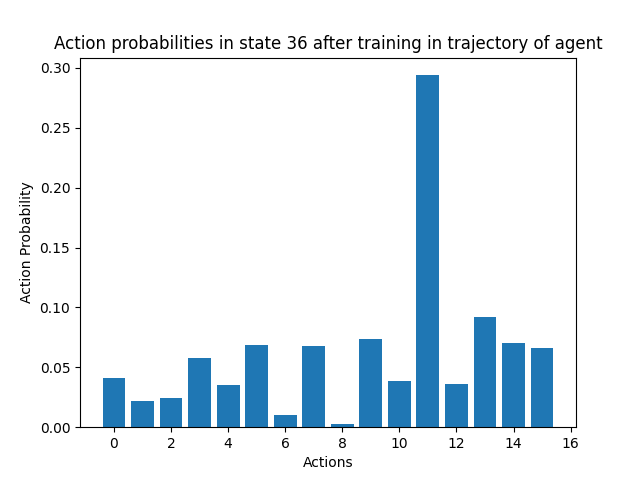 Action probabilities in state 36 after training in trajectory of agent
0.30
0.25
0.20
0.15
0.10
0.05
0.00
Action Probability
0 2 4 6 8 10 12 14 16
Actions